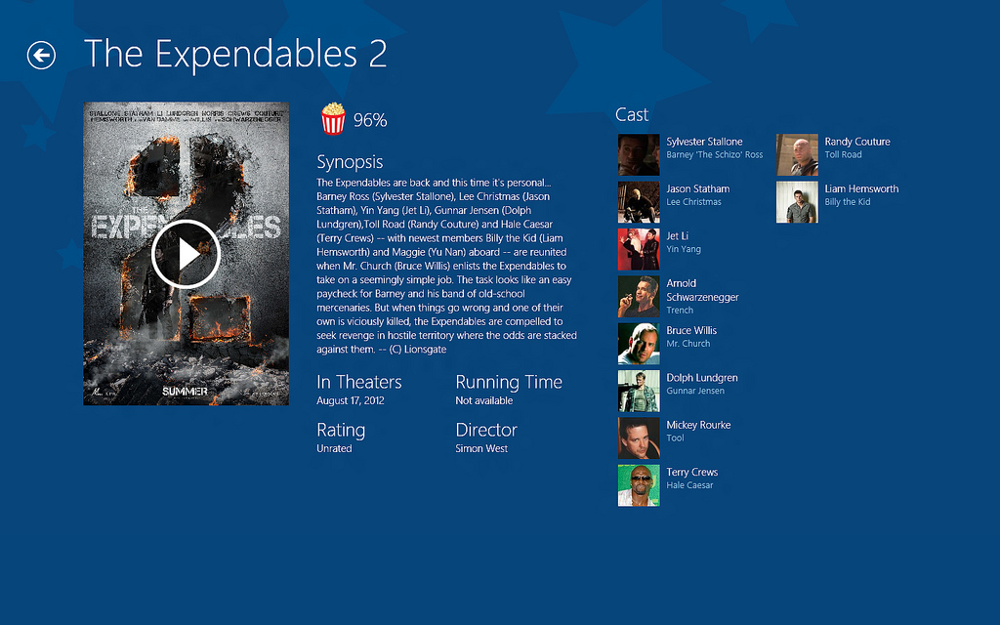 The Expendables 2
STALLONE STATHAM LI LUNDGREN NORRIS CREWS COUTURE
HEMSWORTH VAN DAMME WILLIS SCHWARZENEGGER
THE
EXPENDABLES
SUMMER
96%
Synopsis
The Expendables are back and this time it's personal...
Barney Ross (Sylvester Stallone), Lee Christmas (Jason
Statham), Yin Yang (Jet Li), Gunnar Jensen (Dolph
Lundgren),Toll Road (Randy Couture) and Hale Caesar
(Terry Crews) -- with newest members Billy the Kid (Liam
Hemsworth) and Maggie (Yu Nan) aboard -- are reunited
when Mr. Church (Bruce Willis) enlists the Expendables to
take on a seemingly simple job. The task looks like an easy
paycheck for Barney and his band of old-school
mercenaries. But when things go wrong and one of their
own is viciously killed, the Expendables are compelled to
seek revenge in hostile territory where the odds are stacked
against them. -- (C) Lionsgate
In Theaters
August 17, 2012
Running Time
Not available
Rating
Unrated
Director
Simon West
Cast
Sylvester Stallone
Barney 'The Schizo' Ross
Jason Statham
Lee Christmas
Jet Li
Yin Yang
Arnold
Schwarzenegger
Trench
Bruce Willis
Mr. Church
Dolph Lundgren
Gunnar Jensen
Mickey Rourke
Tool
Terry Crews
Hale Caesar
Randy Couture
Toll Road
Liam Hemsworth
Billy the Kid